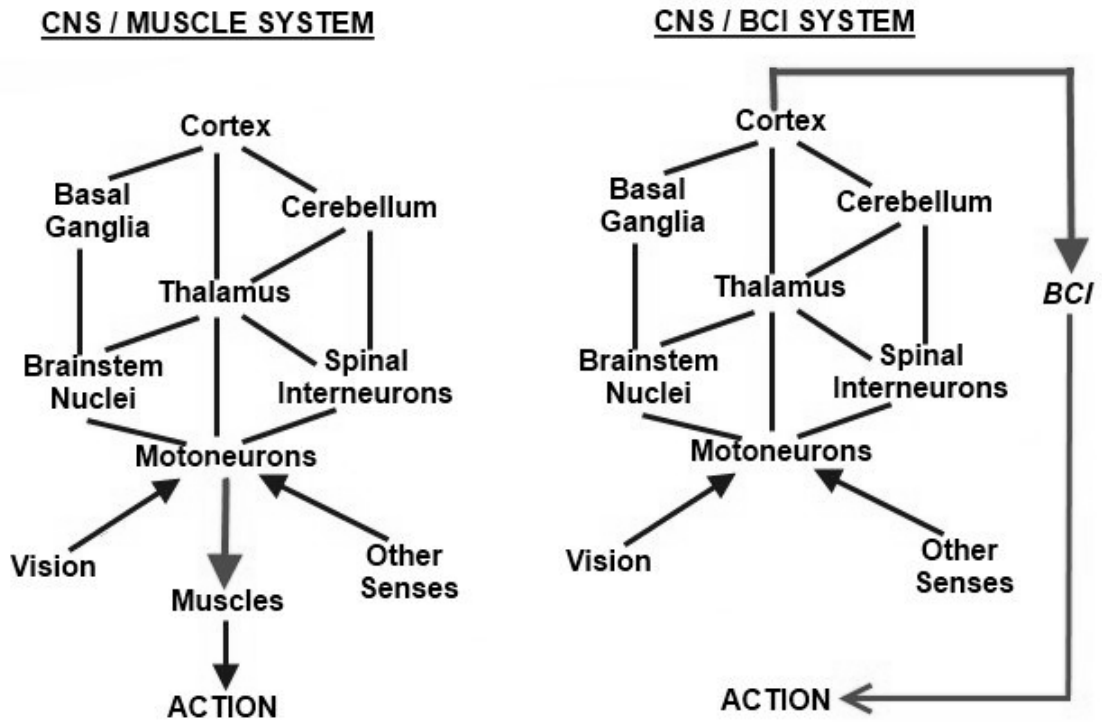 CNS / MUSCLE SYSTEM
Cortex
Basal
Ganglia
Cerebellum
Thalamus
Brainstem
Nuclei
Spinal
Interneurons
Motoneurons
Vision
Other
Senses
Muscles
ACTION
CNS / BCI SYSTEM
Cortex
Basal
Ganglia
Cerebellum
Thalamus
BCI
Brainstem
Nuclei
Spinal
Interneurons
Motoneurons
Vision
Other
Senses
ACTION